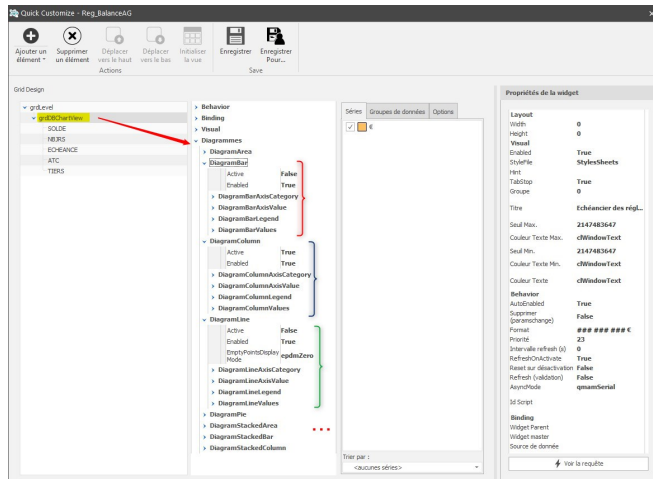 Quick Customize - Reg_BalanceAG
Ajouter un élément
Supprimer un élément
Déplacer vers le haut
Déplacer vers le bas
Initialiser la vue
Enregistrer
Enregistrer Pour...
Actions
Save
Grid Design
grdLevel
grdDBChartView
SOLDE
NBJRS
ECHEANCE
ATC
TIERS
Behavior
Binding
Visual
Diagrammes
DiagramArea
DiagramBar
Active False
Enabled True
DiagramBarAxisCategory
DiagramBarAxisValue
DiagramBarLegend
DiagramBarValues
DiagramColumn
Active True
Enabled True
DiagramColumnAxisCategory
DiagramColumnAxisValue
DiagramColumnLegend
DiagramColumnValues
DiagramLine
Active False
Enabled True
EmptyPointsDisplay Mode epdmZero
DiagramLineAxisCategory
DiagramLineAxisValue
DiagramLineLegend
DiagramLineValues
DiagramPie
DiagramStackedArea
DiagramStackedBar
DiagramStackedColumn
...
Séries Groupes de données Options
€
Trier par :
<aucunes séries>
Propriétés de la widget
Layout
Width 0
Height 0
Visual
Enabled True
StyleFile StylesSheets
Hint
TabStop True
Groupe 0
Titre Echéancier des régl...
Seuil Max. 2147483647
Couleur Texte Max. clWindowText
Seuil Min. 2147483647
Couleur Texte Min. clWindowText
Couleur Texte clWindowText
Behavior
AutoEnabled True
Supprimer (paramschange) False
Format ### ### ### €
Priorité 23
Intervalle refresh (s) 0
RefreshOnActivate True
Reset sur désactivation False
Refresh (validation) False
AsyncMode qmamSerial
Id Script
Binding
Widget Parent
Widget master
Source de donnée
Voir la requête